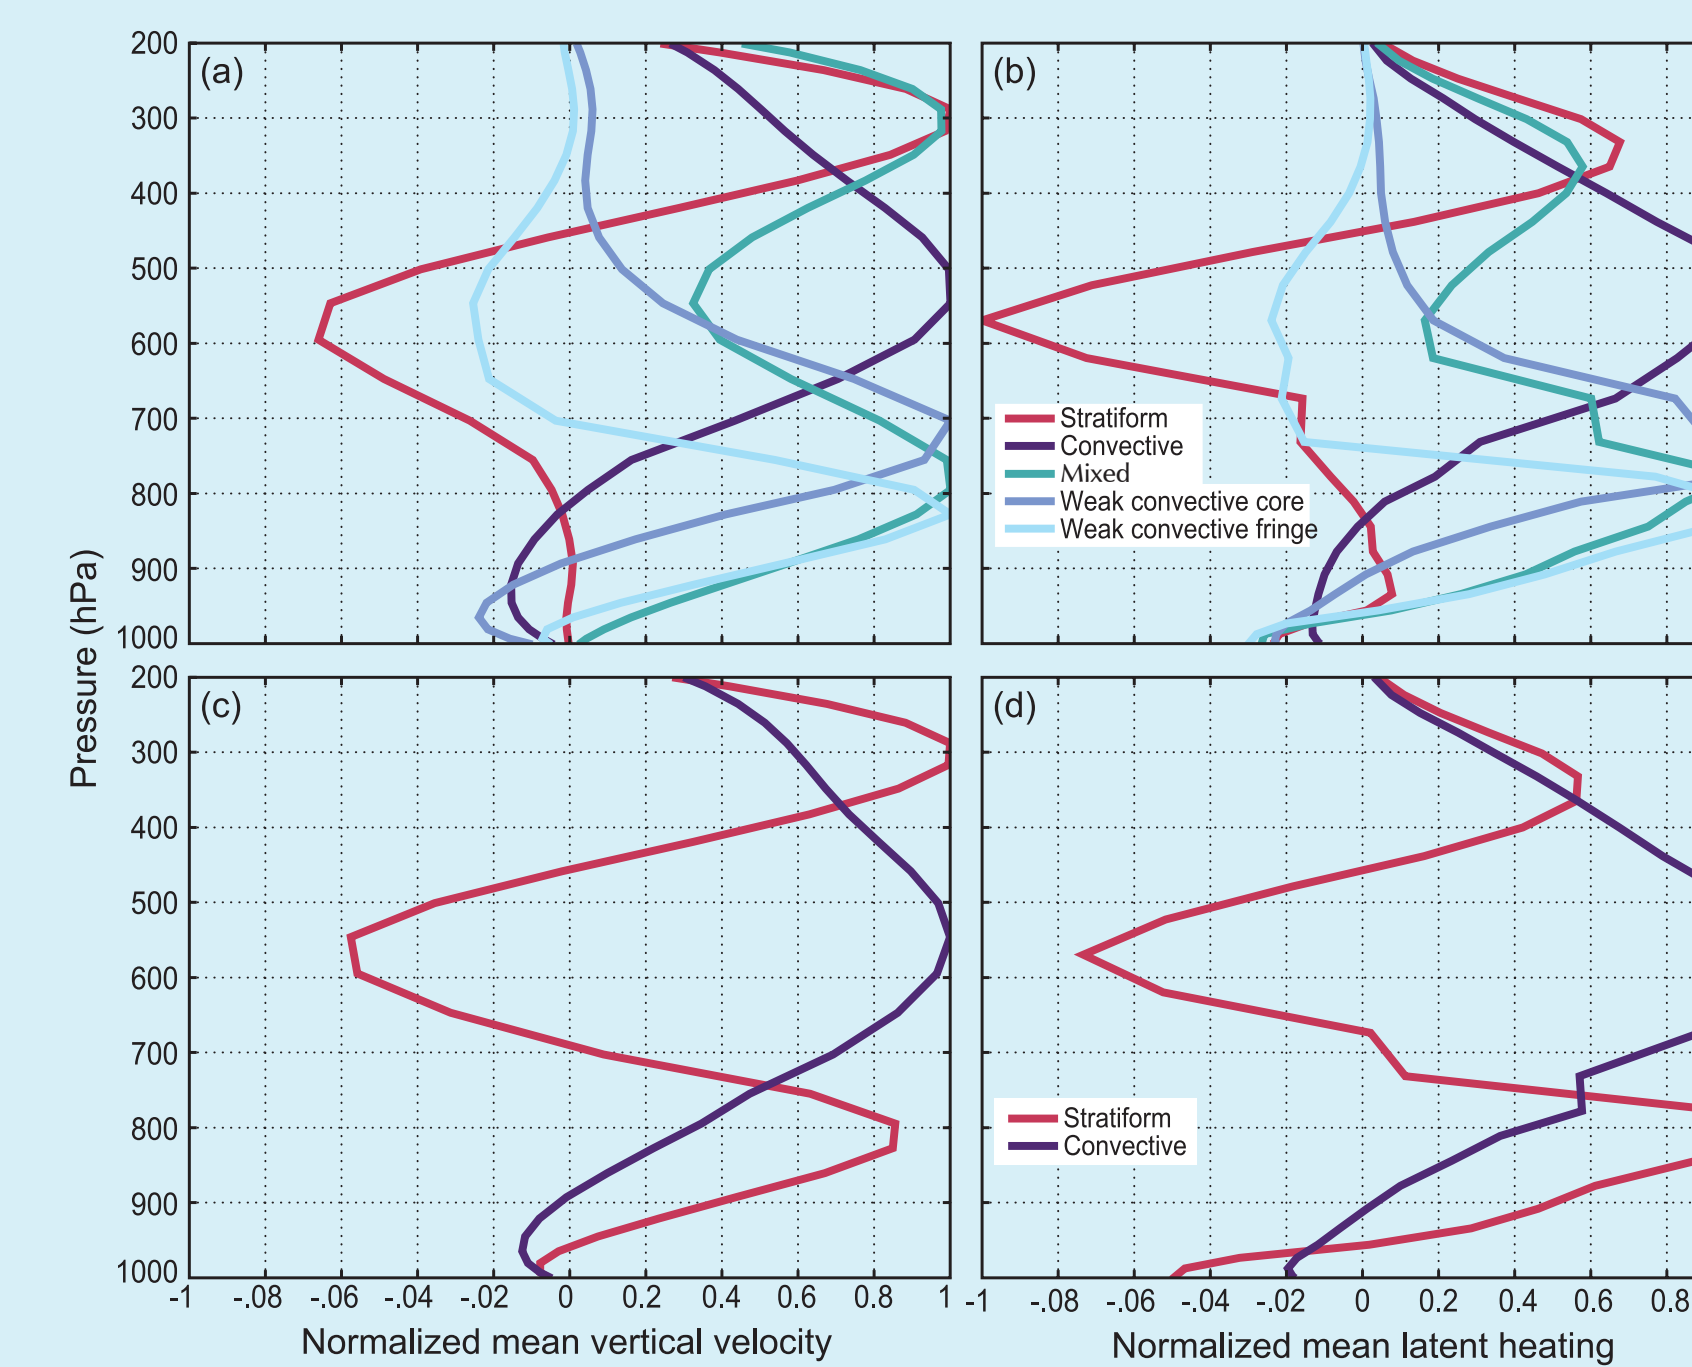 (a)
200
300
400
500
600
700
800
900
1000
(b)
Stratiform
Convective
Mixed
Weak convective core
Weak convective fringe
Pressure (hPa)
(c)
200
300
400
500
600
700
800
900
1000
-1 -.08 -.06 -.04 -.02 0 0.2 0.4 0.6 0.8 1
Normalized mean vertical velocity
(d)
Stratiform
Convective
-1 -.08 -.06 -.04 -.02 0 0.2 0.4 0.6 0.8
Normalized mean latent heating